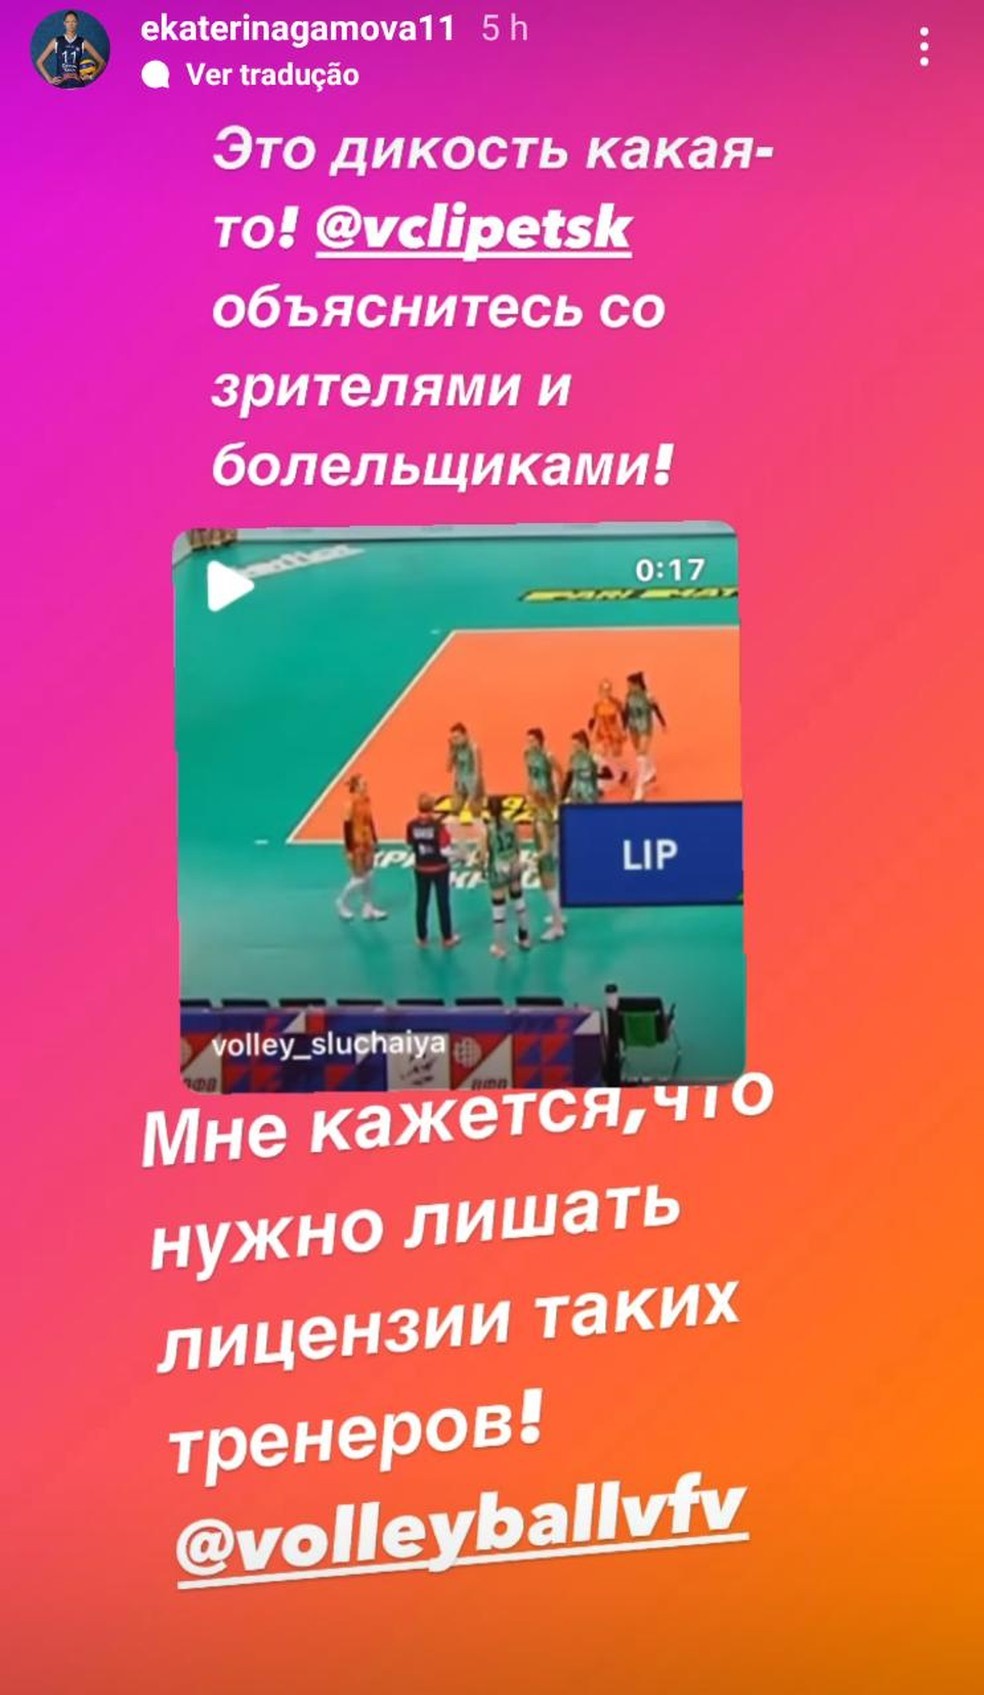 ekaterinagamova11 5 h
Ver tradução
Это дикость какая-
то! @vclipetsk
объяснитесь со
зрителями и
болельщиками!
0:17
LIP
12
volley_sluchaiya
Мне кажется,что
нужно лишать
лицензии таких
тренеров!
@volleyballvfv